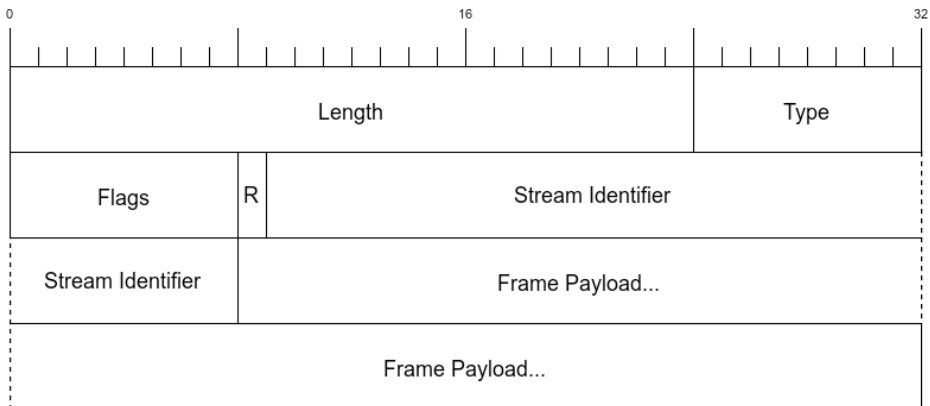 0 16 32
Length Type
Flags R Stream Identifier
Stream Identifier Frame Payload...
Frame Payload...